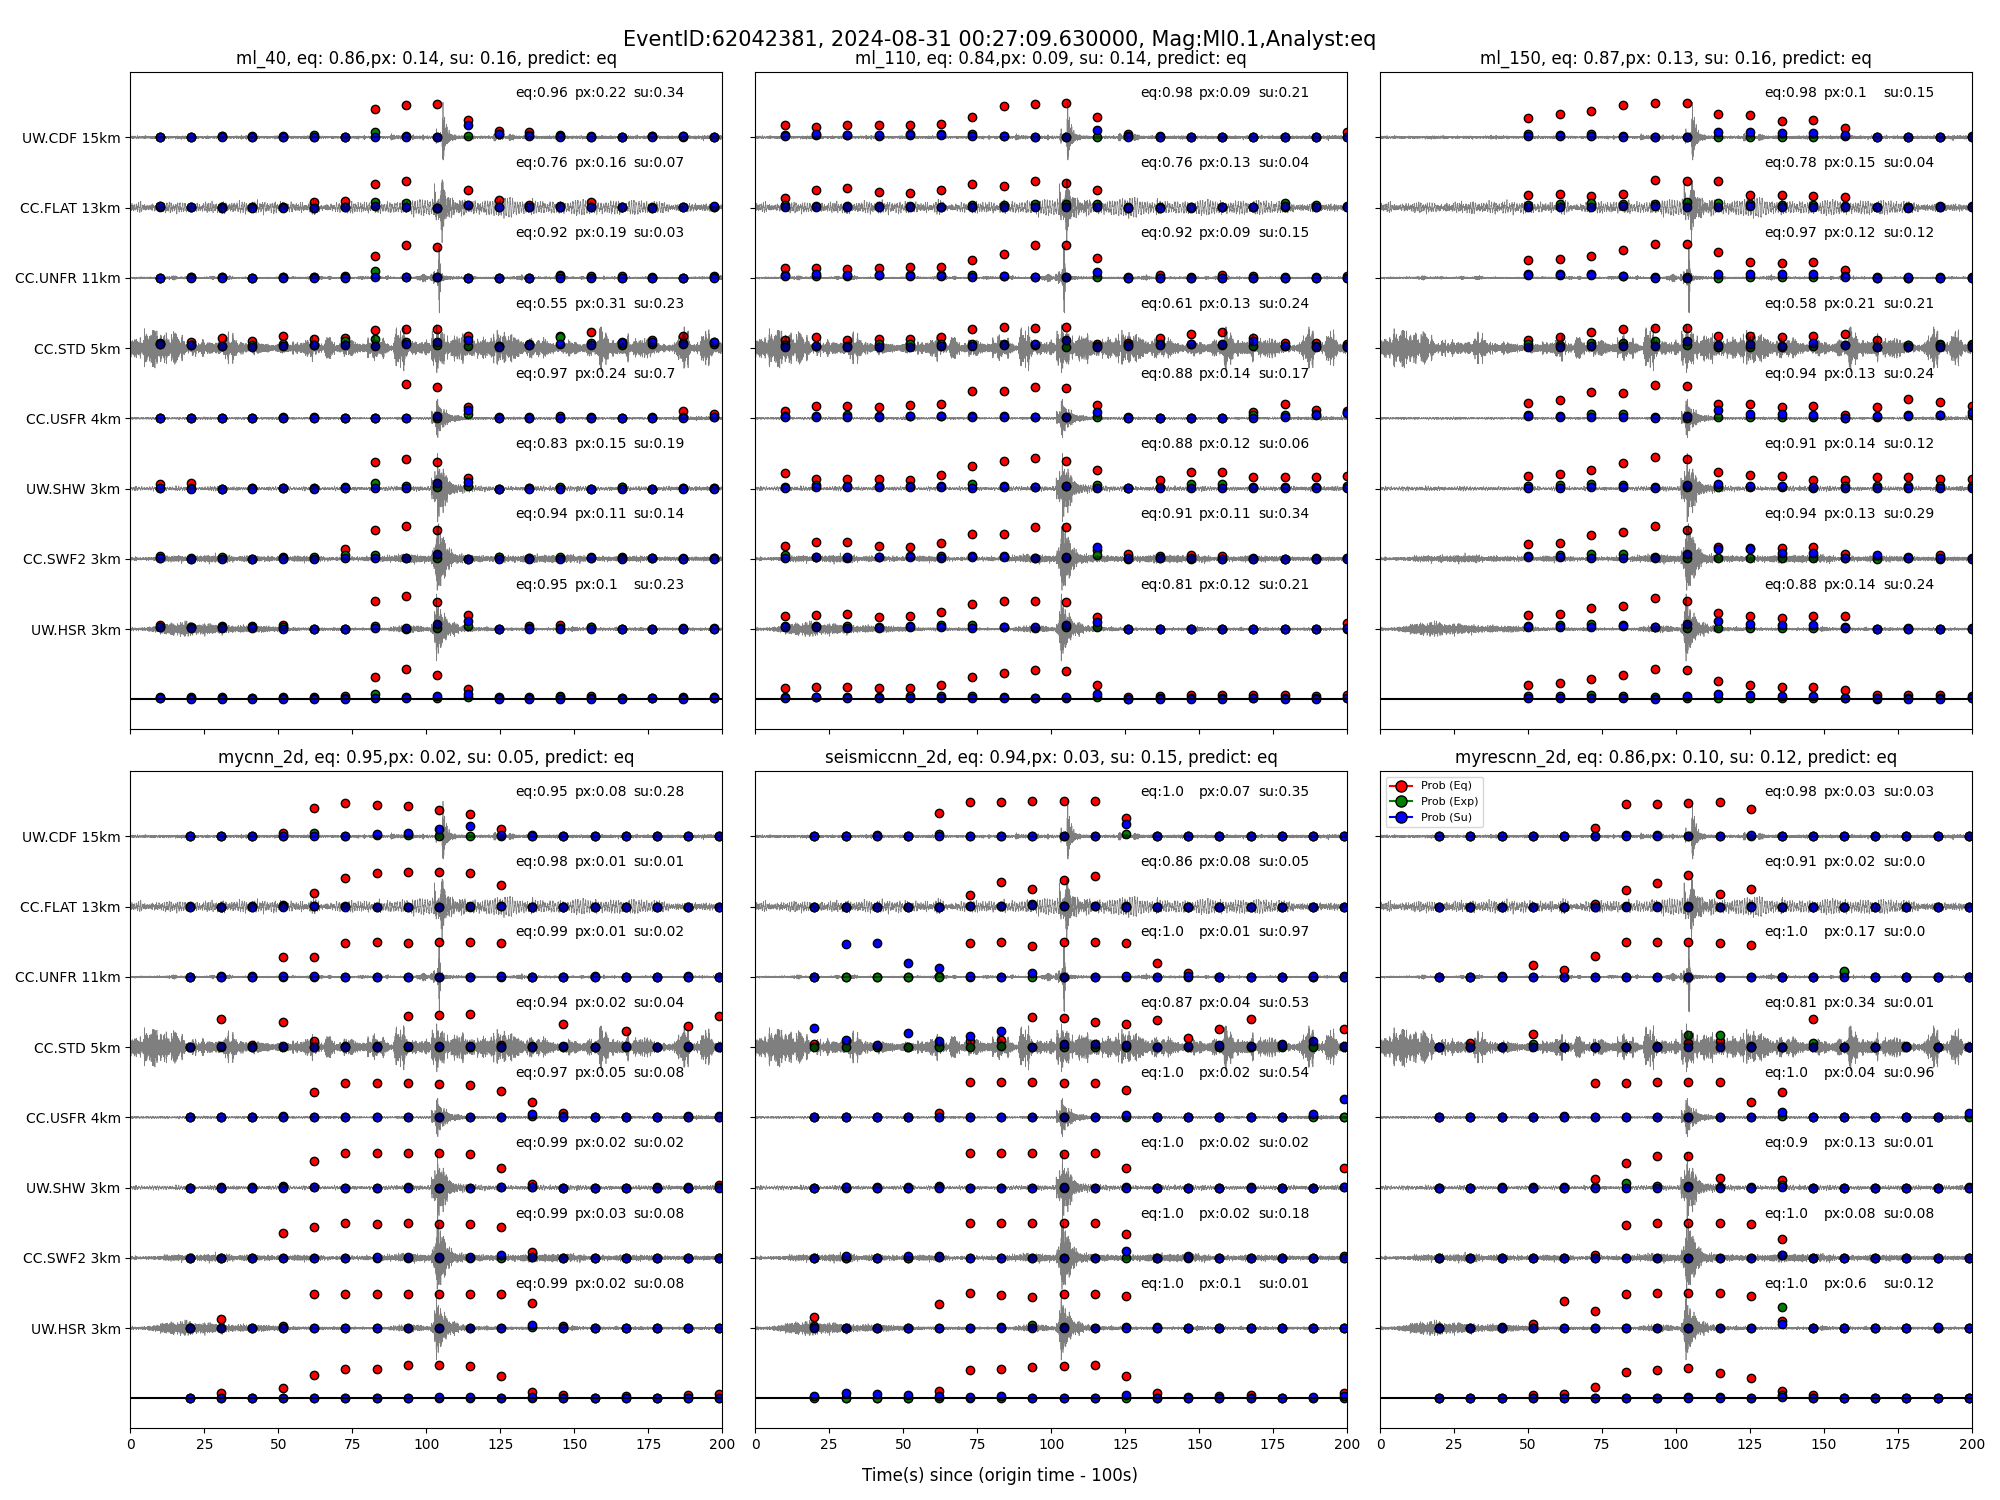 EventID:62042381, 2024-08-31 00:27:09.630000, Mag:Ml0.1,Analyst:eq
ml_40, eq: 0.86,px: 0.14, su: 0.16, predict: eq
UW.CDF 15km
eq:0.96 px:0.22 su:0.34
CC.FLAT 13km
eq:0.76 px:0.16 su:0.07
CC.UNFR 11km
eq:0.92 px:0.19 su:0.03
CC.STD 5km
eq:0.55 px:0.31 su:0.23
CC.USFR 4km
eq:0.97 px:0.24 su:0.7
UW.SHW 3km
eq:0.83 px:0.15 su:0.19
CC.SWF2 3km
eq:0.94 px:0.11 su:0.14
UW.HSR 3km
eq:0.95 px:0.1 su:0.23
ml_110, eq: 0.84,px: 0.09, su: 0.14, predict: eq
eq:0.98 px:0.09 su:0.21
eq:0.76 px:0.13 su:0.04
eq:0.92 px:0.09 su:0.15
eq:0.61 px:0.13 su:0.24
eq:0.88 px:0.14 su:0.17
eq:0.88 px:0.12 su:0.06
eq:0.91 px:0.11 su:0.34
eq:0.81 px:0.12 su:0.21
ml_150, eq: 0.87,px: 0.13, su: 0.16, predict: eq
eq:0.98 px:0.1 su:0.15
eq:0.78 px:0.15 su:0.04
eq:0.97 px:0.12 su:0.12
eq:0.58 px:0.21 su:0.21
eq:0.94 px:0.13 su:0.24
eq:0.91 px:0.14 su:0.12
eq:0.94 px:0.13 su:0.29
eq:0.88 px:0.14 su:0.24
mycnn_2d, eq: 0.95,px: 0.02, su: 0.05, predict: eq
UW.CDF 15km
eq:0.95 px:0.08 su:0.28
CC.FLAT 13km
eq:0.98 px:0.01 su:0.01
CC.UNFR 11km
eq:0.99 px:0.01 su:0.02
CC.STD 5km
eq:0.94 px:0.02 su:0.04
CC.USFR 4km
eq:0.97 px:0.05 su:0.08
UW.SHW 3km
eq:0.99 px:0.02 su:0.02
CC.SWF2 3km
eq:0.99 px:0.03 su:0.08
UW.HSR 3km
eq:0.99 px:0.02 su:0.08
0 25 50 75 100 125 150 175 200
seismiccnn_2d, eq: 0.94,px: 0.03, su: 0.15, predict: eq
eq:1.0 px:0.07 su:0.35
eq:0.86 px:0.08 su:0.05
eq:1.0 px:0.01 su:0.97
eq:0.87 px:0.04 su:0.53
eq:1.0 px:0.02 su:0.54
eq:1.0 px:0.02 su:0.02
eq:1.0 px:0.02 su:0.18
eq:1.0 px:0.1 su:0.01
0 25 50 75 100 125 150 175 200
myrescnn_2d, eq: 0.86,px: 0.10, su: 0.12, predict: eq
Prob (Eq)
Prob (Exp)
Prob (Su)
eq:0.98 px:0.03 su:0.03
eq:0.91 px:0.02 su:0.0
eq:1.0 px:0.17 su:0.0
eq:0.81 px:0.34 su:0.01
eq:1.0 px:0.04 su:0.96
eq:0.9 px:0.13 su:0.01
eq:1.0 px:0.08 su:0.08
eq:1.0 px:0.6 su:0.12
0 25 50 75 100 125 150 175 200
Time(s) since (origin time - 100s)